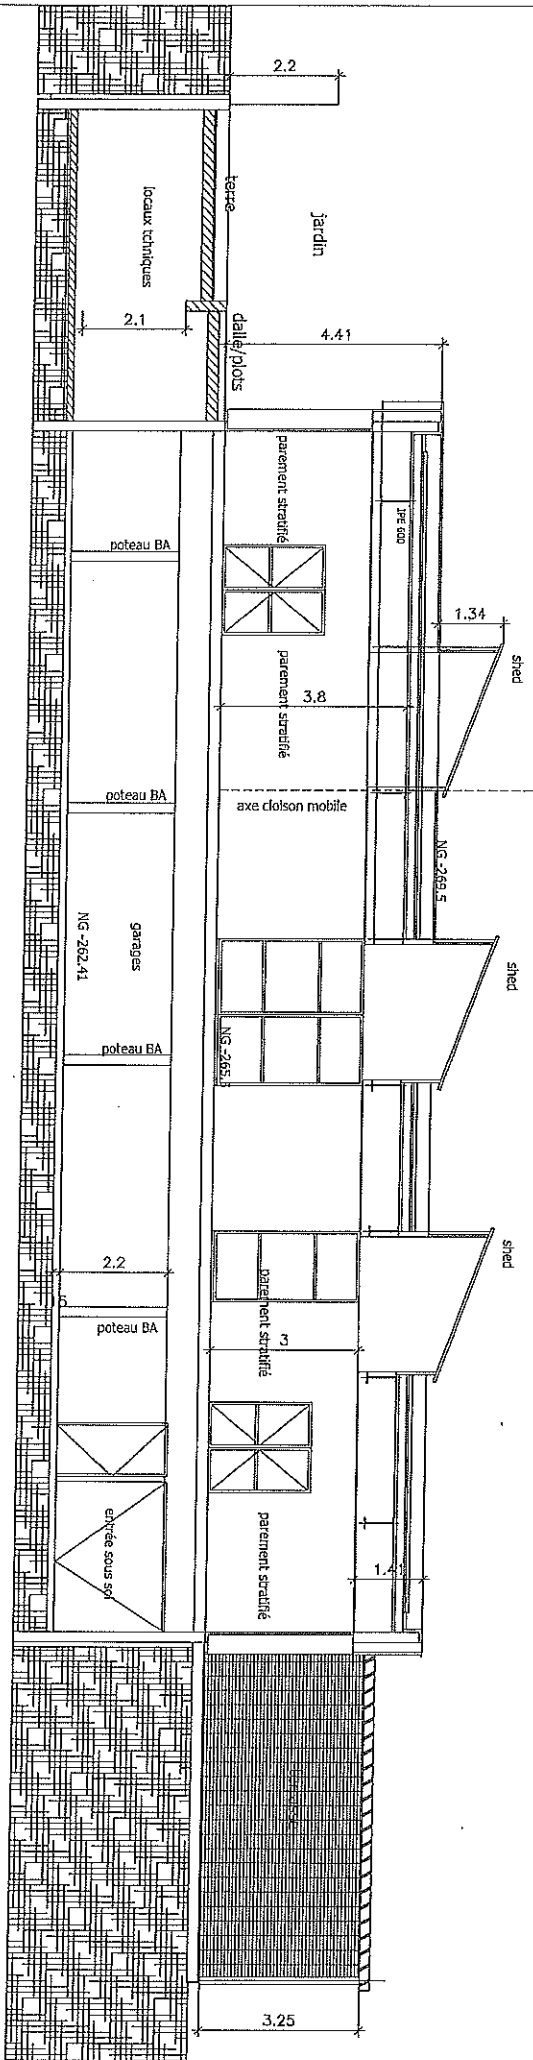 2.2
jardin
terre
locaux tchniques
2.1
dalle/plots
4.41
parement stratifié
IPE 600
poteau BA
1.34
shed
parement stratifié
3.8
poteau BA
axe cloison mobile
NG -269.5
garages
NG -262.41
shed
NG -265.
poteau BA
2.2
poteau BA
shed
parement stratifié
3
entrée sous sol
parement stratifié
1.41
3.25